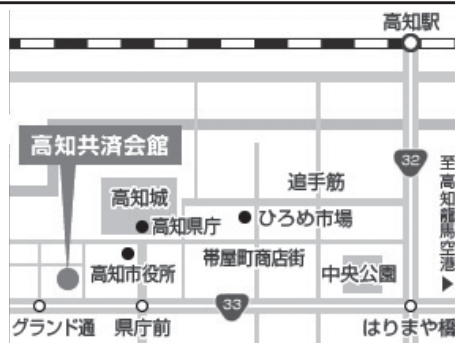 高知駅
高知共済会館
32
追手筋
高知城
高知県庁
ひろめ市場
至高知龍馬空港▶
高知市役所
帯屋町商店街
中央公園
33
グランド通
県庁前
はりまや橋